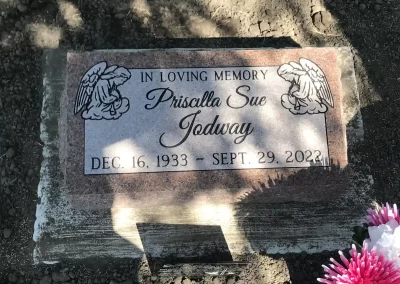 IN LOVING MEMORY
Priscilla Sue
Jodway
DEC. 16, 1933 - SEPT. 29, 2022